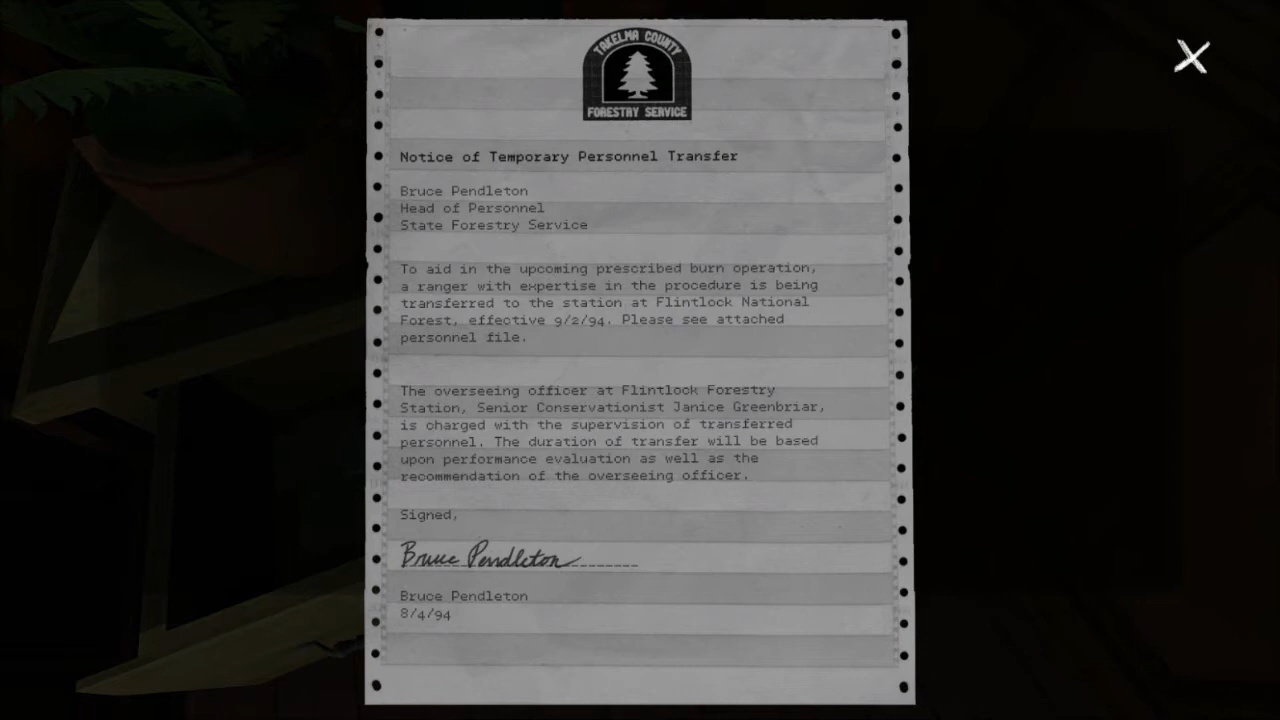 TAKELMA COUNTY
FORESTRY SERVICE
Notice of Temporary Personnel Transfer
Bruce Pendleton
Head of Personnel
State Forestry Service
To aid in the upcoming prescribed burn operation,
a ranger with expertise in the procedure is being
transferred to the station at Flintlock National
Forest, effective 9/2/94. Please see attached
personnel file.
The overseeing officer at Flintlock Forestry
Station, Senior Conservationist Janice Greenbriar,
is charged with the supervision of transferred
personnel. The duration of transfer will be based
upon performance evaluation as well as the
recommendation of the overseeing officer.
Signed,
Bruce Pendleton
Bruce Pendleton
8/4/94